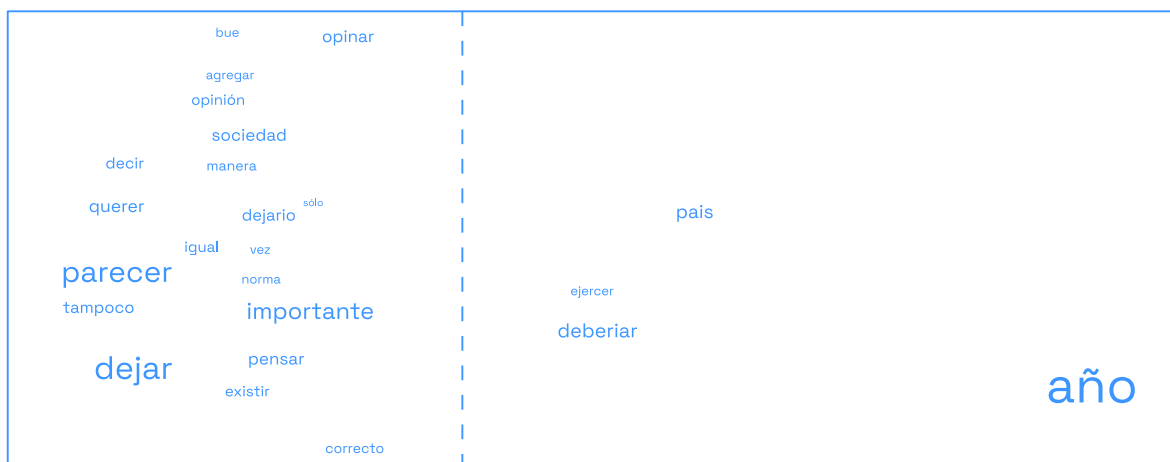 bue
opinar
agregar
opinión
sociedad
decir
manera
querer
dejario
sólo
igual
vez
parecer
norma
tampoco
importante
dejar
pensar
existir
correcto
pais
ejercer
deberiar
año